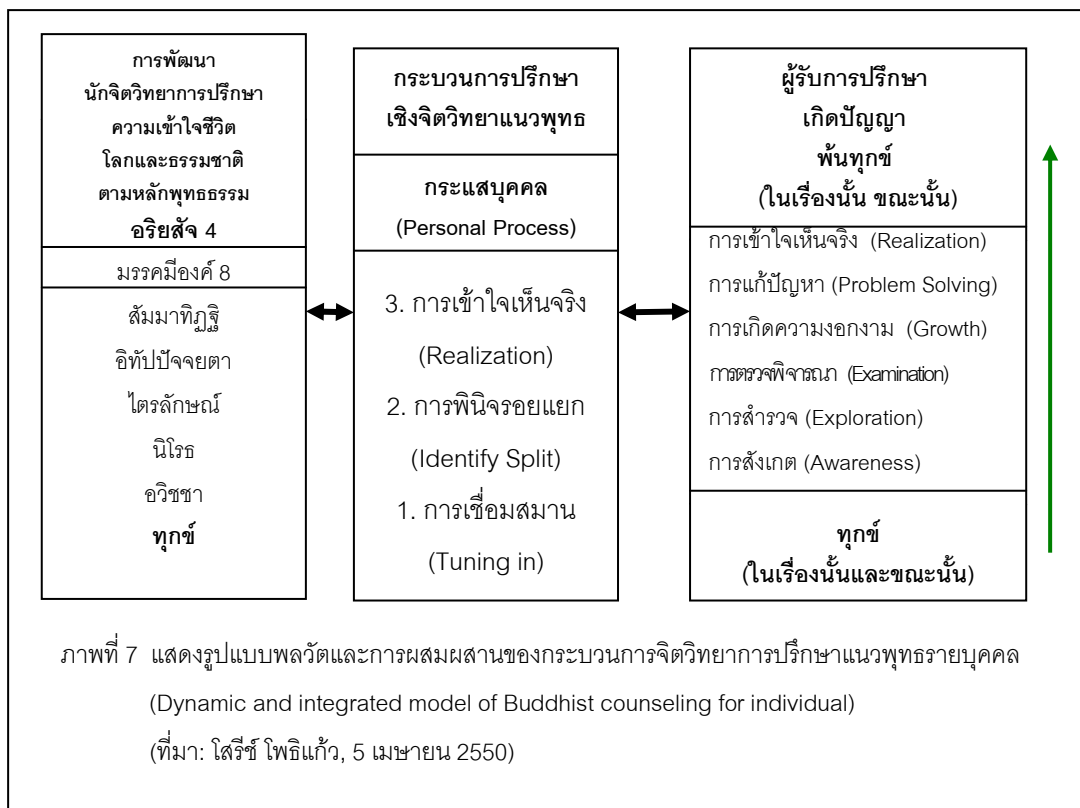 การพัฒนา
นักจิตวิทยาการปรึกษา
ความเข้าใจชีวิต
โลกและธรรมชาติ
ตามหลักพุทธธรรม
อริยสัจ 4
มรรคมีองค์ 8
สัมมาทิฏฐิ
อิทัปปัจจยตา
ไตรลักษณ์
นิโรธ
อวิชชา
ทุกข์
กระบวนการปรึกษา
เชิงจิตวิทยาแนวพุทธ
กระแสบุคคล
(Personal Process)
3. การเข้าใจเห็นจริง
(Realization)
2. การพินิจรอยแยก
(Identify Split)
1. การเชื่อมสมาน
(Tuning in)
ผู้รับการปรึกษา
เกิดปัญญา
พ้นทุกข์
(ในเรื่องนั้น ขณะนั้น)
การเข้าใจเห็นจริง (Realization)
การแก้ปัญหา (Problem Solving)
การเกิดความงอกงาม (Growth)
การตรวจพิจารณา (Examination)
การสำรวจ (Exploration)
การสังเกต (Awareness)
ทุกข์
(ในเรื่องนั้นและขณะนั้น)
ภาพที่ 7 แสดงรูปแบบพลวัตและการผสมผสานของกระบวนการจิตวิทยาการปรึกษาแนวพุทธรายบุคคล
(Dynamic and integrated model of Buddhist counseling for individual)
(ที่มา: โสรีช์ โพธิแก้ว, 5 เมษายน 2550)